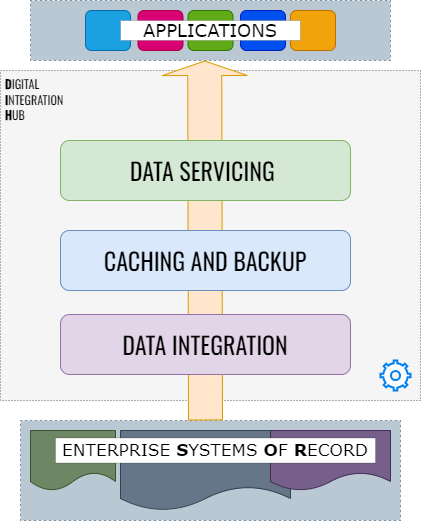 APPLICATIONS
DIGITAL
INTEGRATION
HUB
DATA SERVICING
CACHING AND BACKUP
DATA INTEGRATION
ENTERPRISE SYSTEMS OF RECORD